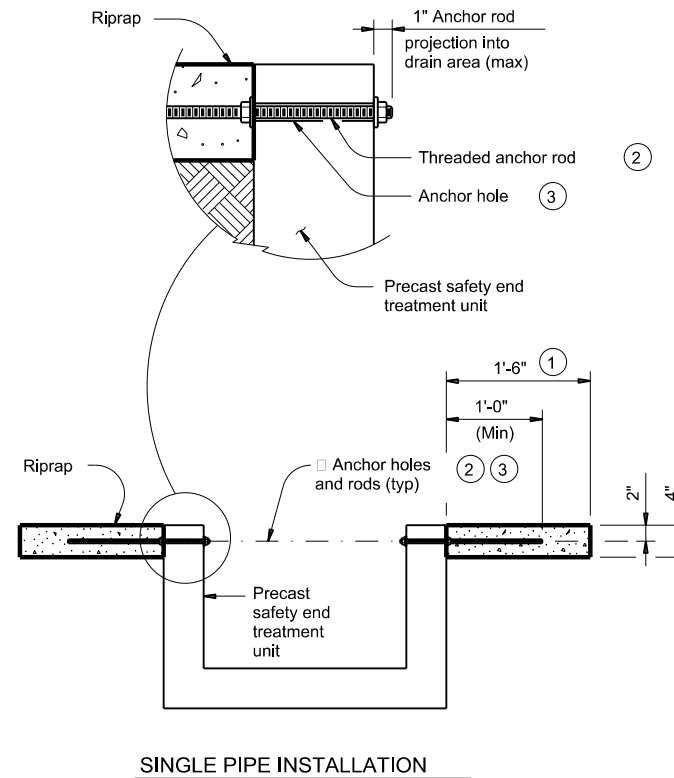 Riprap
1" Anchor rod
projection into
drain area (max)
Threaded anchor rod 2
Anchor hole 3
Precast safety end
treatment unit
1'-6" 1
1'-0"
(Min)
Riprap
□ Anchor holes 2 3
and rods (typ)
2"
4"
Precast
safety end
treatment
unit
SINGLE PIPE INSTALLATION